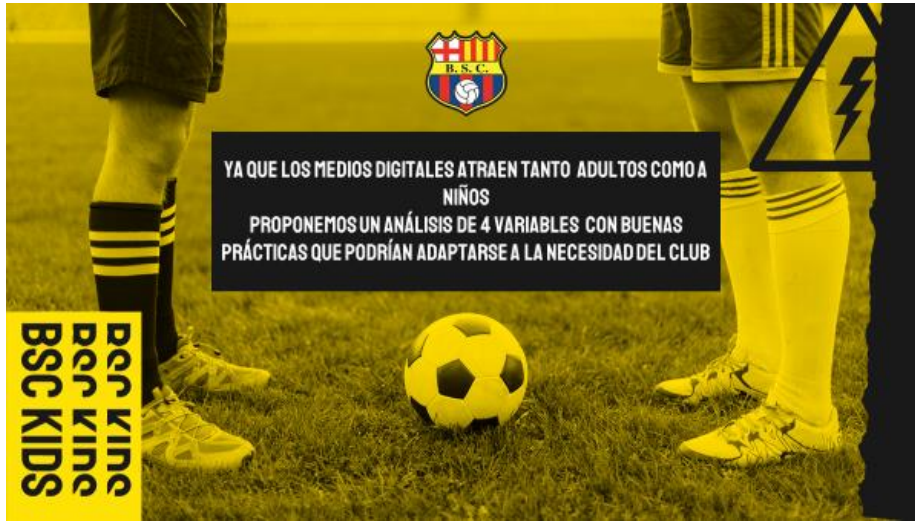 B. S. C.
YA QUE LOS MEDIOS DIGITALES ATRAEN TANTO ADULTOS COMO A
NIÑOS
PROPONEMOS UN ANÁLISIS DE 4 VARIABLES CON BUENAS
PRÁCTICAS QUE PODRÍAN ADAPTARSE A LA NECESIDAD DEL CLUB
BSC KIDS
BSC KIDS
BSC KIDS